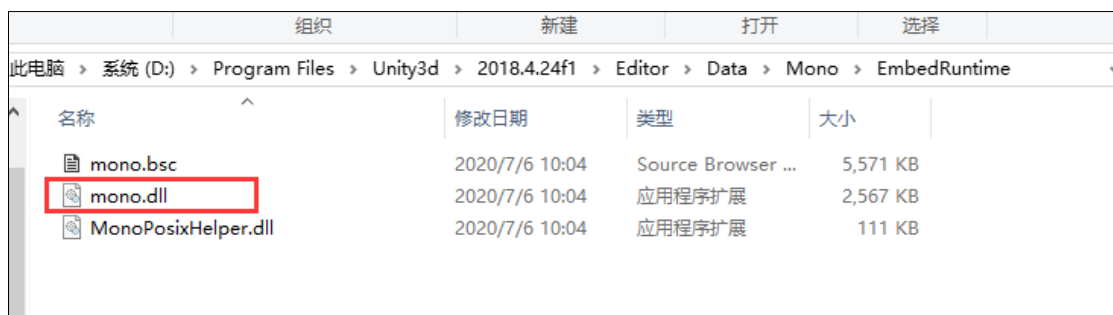 组织 新建 打开 选择
此电脑 > 系统 (D:) > Program Files > Unity3d > 2018.4.24f1 > Editor > Data > Mono > EmbedRuntime
名称 修改日期 类型 大小
mono.bsc 2020/7/6 10:04 Source Browser ... 5,571 KB
mono.dll 2020/7/6 10:04 应用程序扩展 2,567 KB
MonoPosixHelper.dll 2020/7/6 10:04 应用程序扩展 111 KB